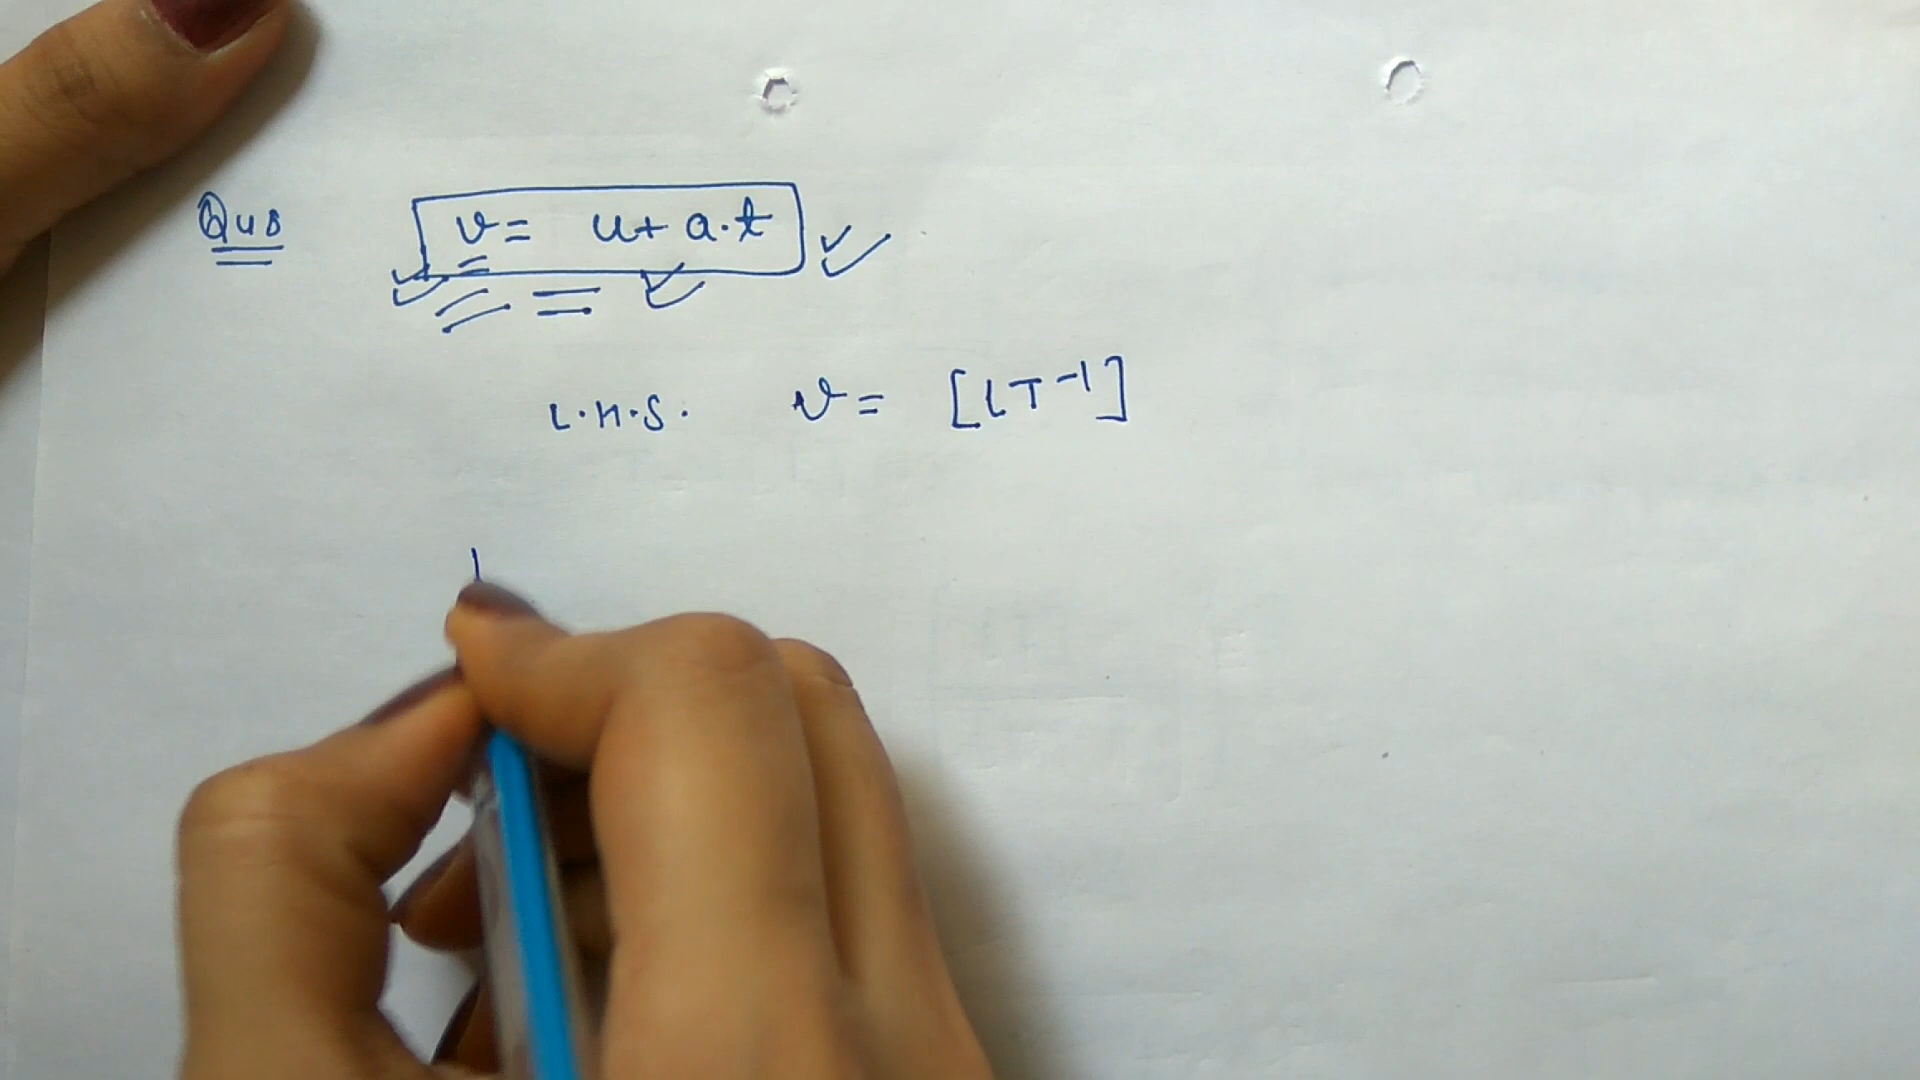 Qus v = u + a.t
L.H.S. v = [LT⁻¹]